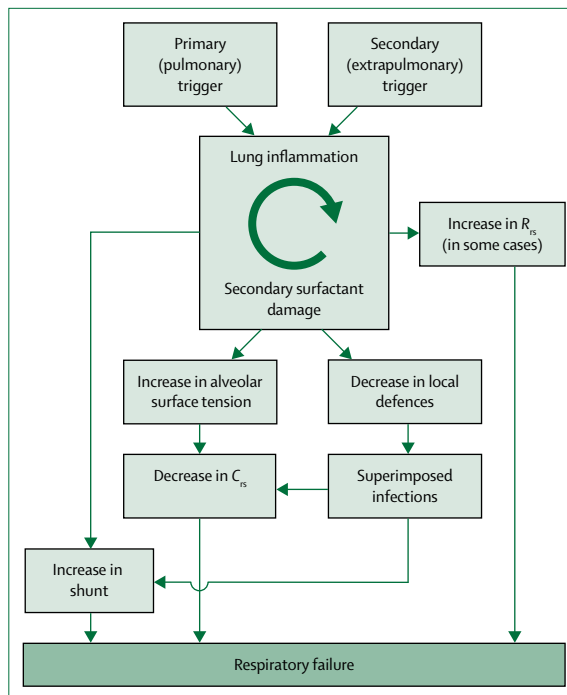 Primary
(pulmonary)
trigger
Secondary
(extrapulmonary)
trigger
Lung inflammation
Secondary surfactant
damage
Increase in Rrs
(in some cases)
Increase in alveolar
surface tension
Decrease in local
defences
Decrease in Crs
Superimposed
infections
Increase in
shunt
Respiratory failure